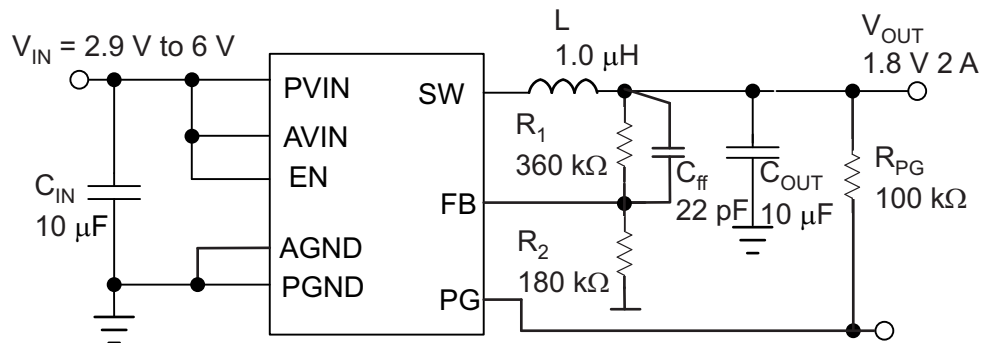 V_IN = 2.9 V to 6 V
PVIN
AVIN
EN
AGND
PGND
SW
FB
PG
C_IN
10 μF
L
1.0 μH
R_1
360 kΩ
C_ff
22 pF
R_2
180 kΩ
C_OUT
10 μF
V_OUT
1.8 V 2 A
R_PG
100 kΩ